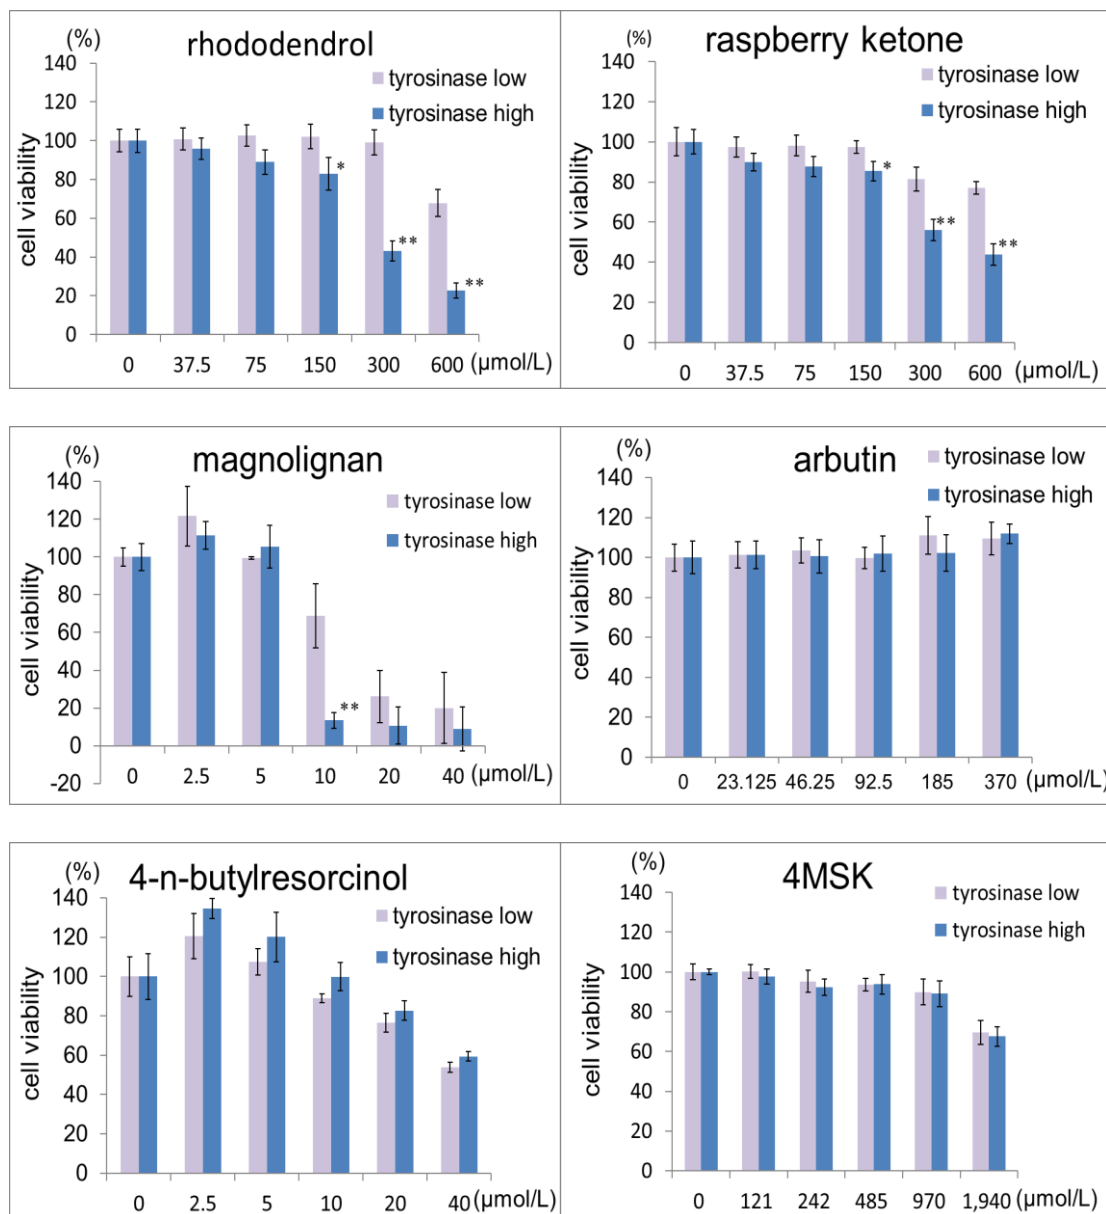 (%)
rhododendrol
140
120
100
80
60
40
20
0
cell viability
tyrosinase low
tyrosinase high
*
**
**
0 37.5 75 150 300 600 (µmol/L)
(%)
raspberry ketone
140
120
100
80
60
40
20
0
cell viability
tyrosinase low
tyrosinase high
*
**
**
0 37.5 75 150 300 600 (µmol/L)
(%)
magnolignan
140
120
100
80
60
40
20
0
-20
cell viability
tyrosinase low
tyrosinase high
**
0 2.5 5 10 20 40 (µmol/L)
(%)
arbutin
140
120
100
80
60
40
20
0
cell viability
tyrosinase low
tyrosinase high
0 23.125 46.25 92.5 185 370 (µmol/L)
(%)
4-n-butylresorcinol
140
120
100
80
60
40
20
0
cell viability
tyrosinase low
tyrosinase high
0 2.5 5 10 20 40 (µmol/L)
(%)
4MSK
140
120
100
80
60
40
20
0
cell viability
tyrosinase low
tyrosinase high
0 121 242 485 970 1,940 (µmol/L)